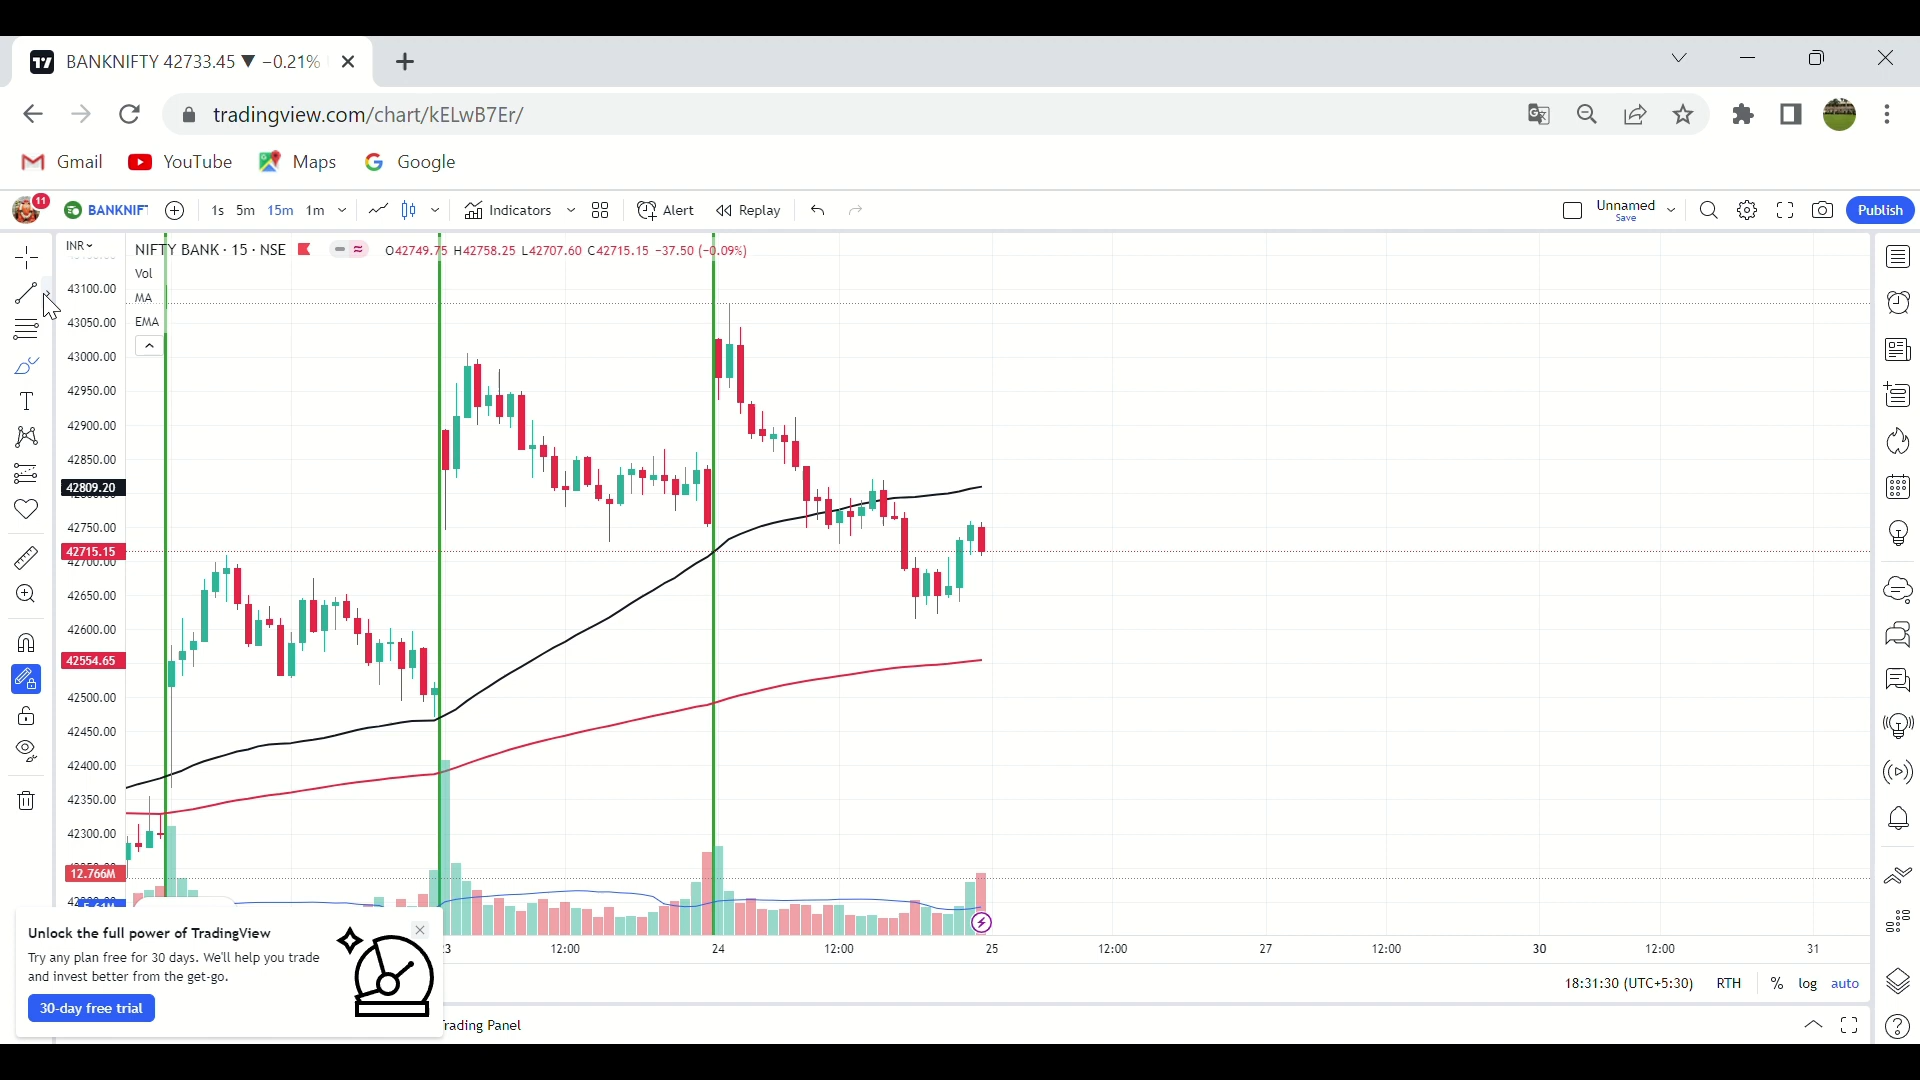 BANKNIFTY 42733.45 ▼ −0.21%
tradingview.com/chart/kELwB7Er/
Gmail YouTube Maps Google
11 BANKNIF 1s 5m 15m 1m Indicators Alert Replay Unnamed Save Publish
INR NIFTY BANK · 15 · NSE O42749.75 H42758.25 L42707.60 C42715.15 −37.50 (−0.09%)
Vol
43100.00
MA
43050.00 EMA
43000.00
42950.00
42900.00
42850.00
42809.20
42750.00
42715.15
42700.00
42650.00
42600.00
42554.65
42500.00
42450.00
42400.00
42350.00
42300.00
12.766M
12:00 24 12:00 25 12:00 27 12:00 30 12:00 31
Unlock the full power of TradingView
Try any plan free for 30 days. We'll help you trade
and invest better from the get-go.
30-day free trial
18:31:30 (UTC+5:30) RTH % log auto
rading Panel